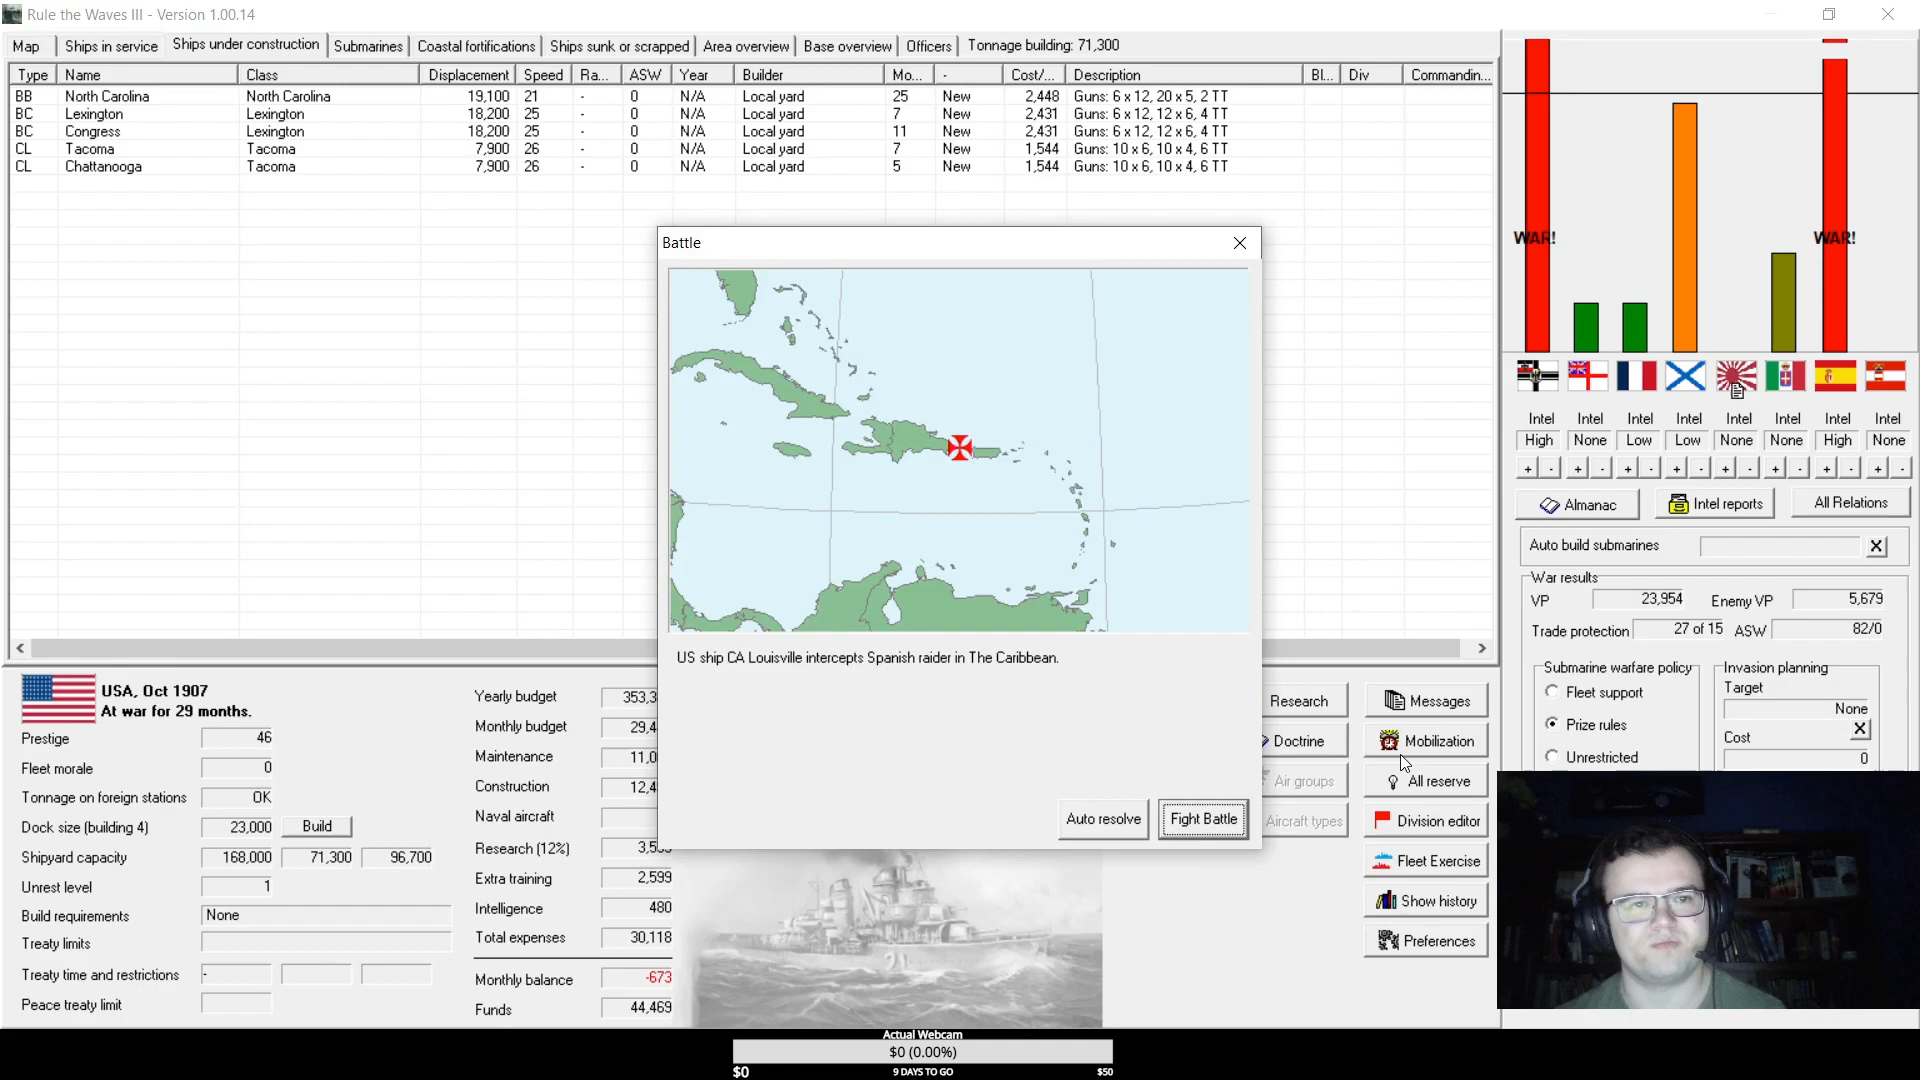 Rule the Waves III - Version 1.00.14
Map Ships in service Ships under construction Submarines Coastal fortifications Ships sunk or scrapped Area overview Base overview Officers Tonnage building: 71,300
Type Name Class Displacement Speed Ra... ASW Year Builder Mo... - Cost/... Description Bl... Div Commandin...
BB North Carolina North Carolina 19,100 21 - 0 N/A Local yard 25 New 2,448 Guns: 6 x 12, 20 x 5, 2 TT
BC Lexington Lexington 18,200 25 - 0 N/A Local yard 7 New 2,431 Guns: 6 x 12, 12 x 6, 4 TT
BC Congress Lexington 18,200 25 - 0 N/A Local yard 11 New 2,431 Guns: 6 x 12, 12 x 6, 4 TT
CL Tacoma Tacoma 7,900 26 - 0 N/A Local yard 7 New 1,544 Guns: 10 x 6, 10 x 4, 6 TT
CL Chattanooga Tacoma 7,900 26 - 0 N/A Local yard 5 New 1,544 Guns: 10 x 6, 10 x 4, 6 TT
Battle
US ship CA Louisville intercepts Spanish raider in The Caribbean.
Auto resolve Fight Battle
WAR! WAR!
Intel Intel Intel Intel Intel Intel Intel Intel
High None Low Low None None High None
+ - + - + - + - + - + - + - + -
Almanac Intel reports All Relations
Auto build submarines X
War results
VP 23,954 Enemy VP 5,679
Trade protection 27 of 15 ASW 82/0
Submarine warfare policy Invasion planning
Fleet support Target
None
Prize rules X
Cost
Unrestricted 0
USA, Oct 1907
At war for 29 months.
Prestige 46
Fleet morale 0
Tonnage on foreign stations OK
Dock size (building 4) 23,000 Build
Shipyard capacity 168,000 71,300 96,700
Unrest level 1
Build requirements None
Treaty limits
Treaty time and restrictions -
Peace treaty limit
Yearly budget 353,3
Monthly budget 29,4
Maintenance 11,0
Construction 12,4
Naval aircraft
Research (12%)
Extra training 2,599
Intelligence 480
Total expenses 30,118
Monthly balance -673
Funds 44,469
Research Messages
Doctrine Mobilization
Air groups All reserve
Aircraft types Division editor
Fleet Exercise
Show history
Preferences
21
Actual Webcam
$0 (0.00%)
$0 9 DAYS TO GO $50